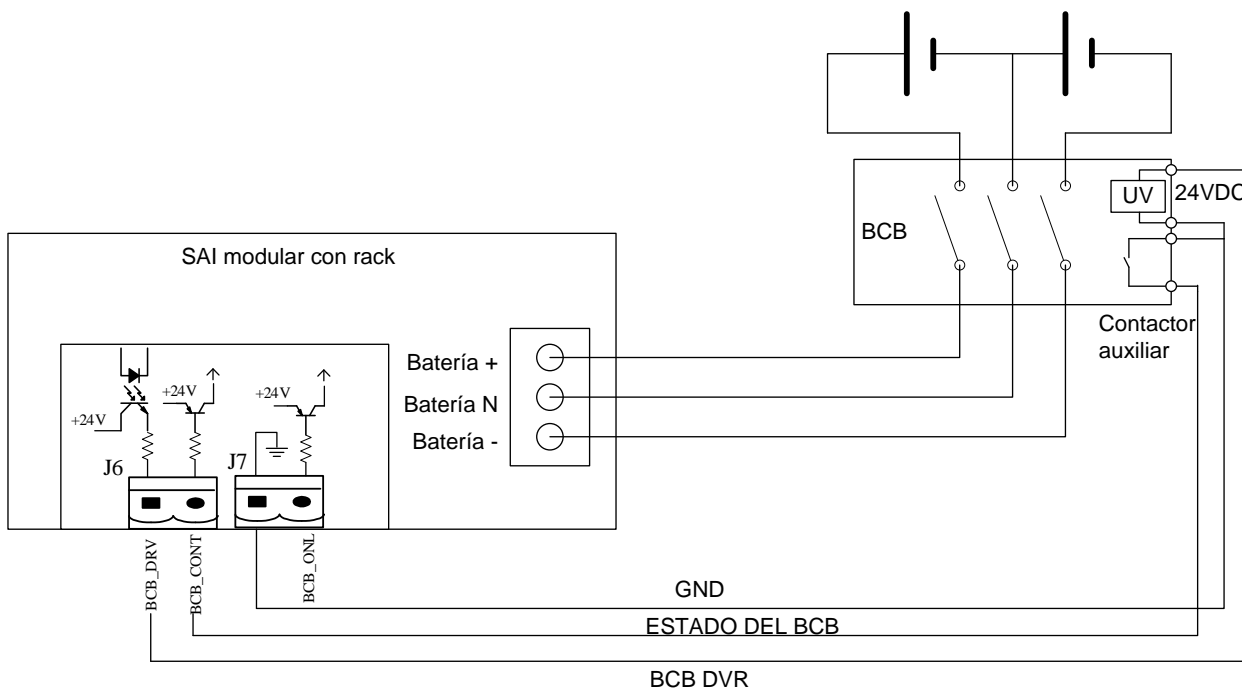 UV
24VDC
BCB
SAI modular con rack
Contactor
auxiliar
Batería +
Batería N
Batería -
+24V
+24V
+24V
J6
J7
BCB_DRV
BCB_CONT
BCB_ONL
GND
ESTADO DEL BCB
BCB DVR